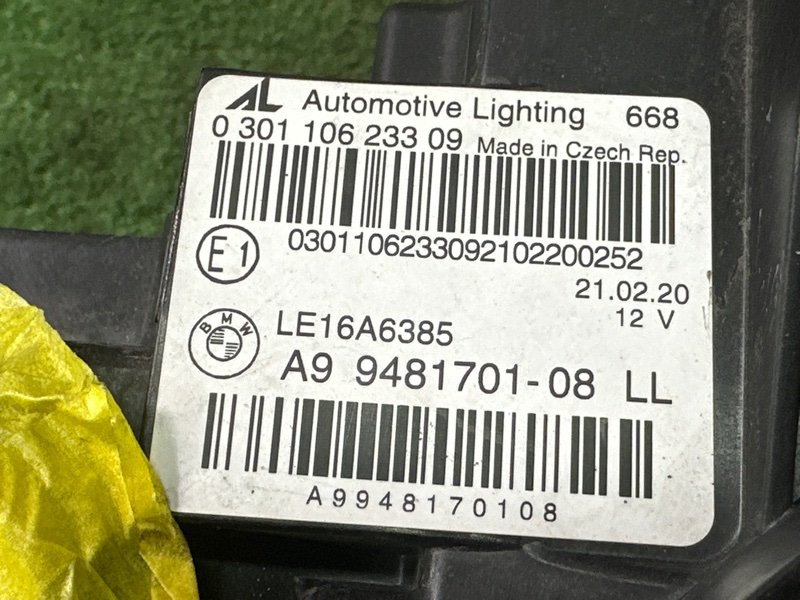 AL Automotive Lighting 668
0 301 106 233 09 Made in Czech Rep.
0301106233092102200252
E1
21.02.20
12 V
BMW
LE16A6385
A9 9481701-08 LL
A9948170108